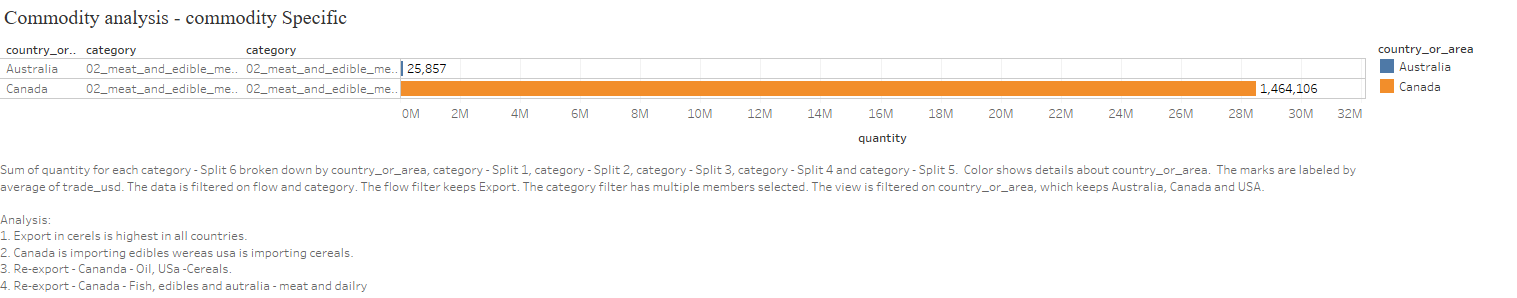 Commodity analysis - commodity Specific
country_or.. category category
Australia 02_meat_and_edible_me.. 02_meat_and_edible_me.. 25,857
Canada 02_meat_and_edible_me.. 02_meat_and_edible_me.. 1,464,106
0M 2M 4M 6M 8M 10M 12M 14M 16M 18M 20M 22M 24M 26M 28M 30M 32M
quantity
country_or_area
Australia
Canada
Sum of quantity for each category - Split 6 broken down by country_or_area, category - Split 1, category - Split 2, category - Split 3, category - Split 4 and category - Split 5. Color shows details about country_or_area. The marks are labeled by
average of trade_usd. The data is filtered on flow and category. The flow filter keeps Export. The category filter has multiple members selected. The view is filtered on country_or_area, which keeps Australia, Canada and USA.
Analysis:
1. Export in cerels is highest in all countries.
2. Canada is importing edibles wereas usa is importing cereals.
3. Re-export - Cananda - Oil, USa -Cereals.
4. Re-export - Canada - Fish, edibles and autralia - meat and dailry